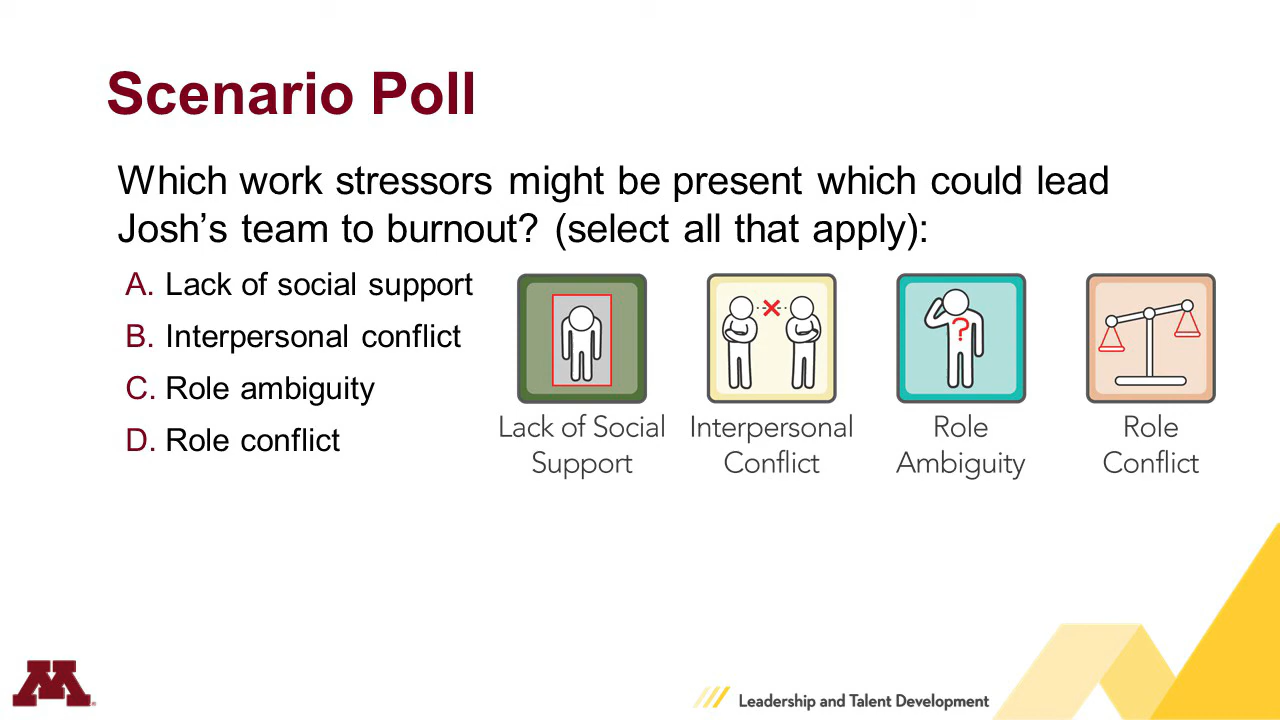 Scenario Poll
Which work stressors might be present which could lead
Josh’s team to burnout? (select all that apply):
A. Lack of social support
B. Interpersonal conflict
C. Role ambiguity
D. Role conflict
?
Lack of Social
Support
Interpersonal
Conflict
Role
Ambiguity
Role
Conflict
M
Leadership and Talent Development